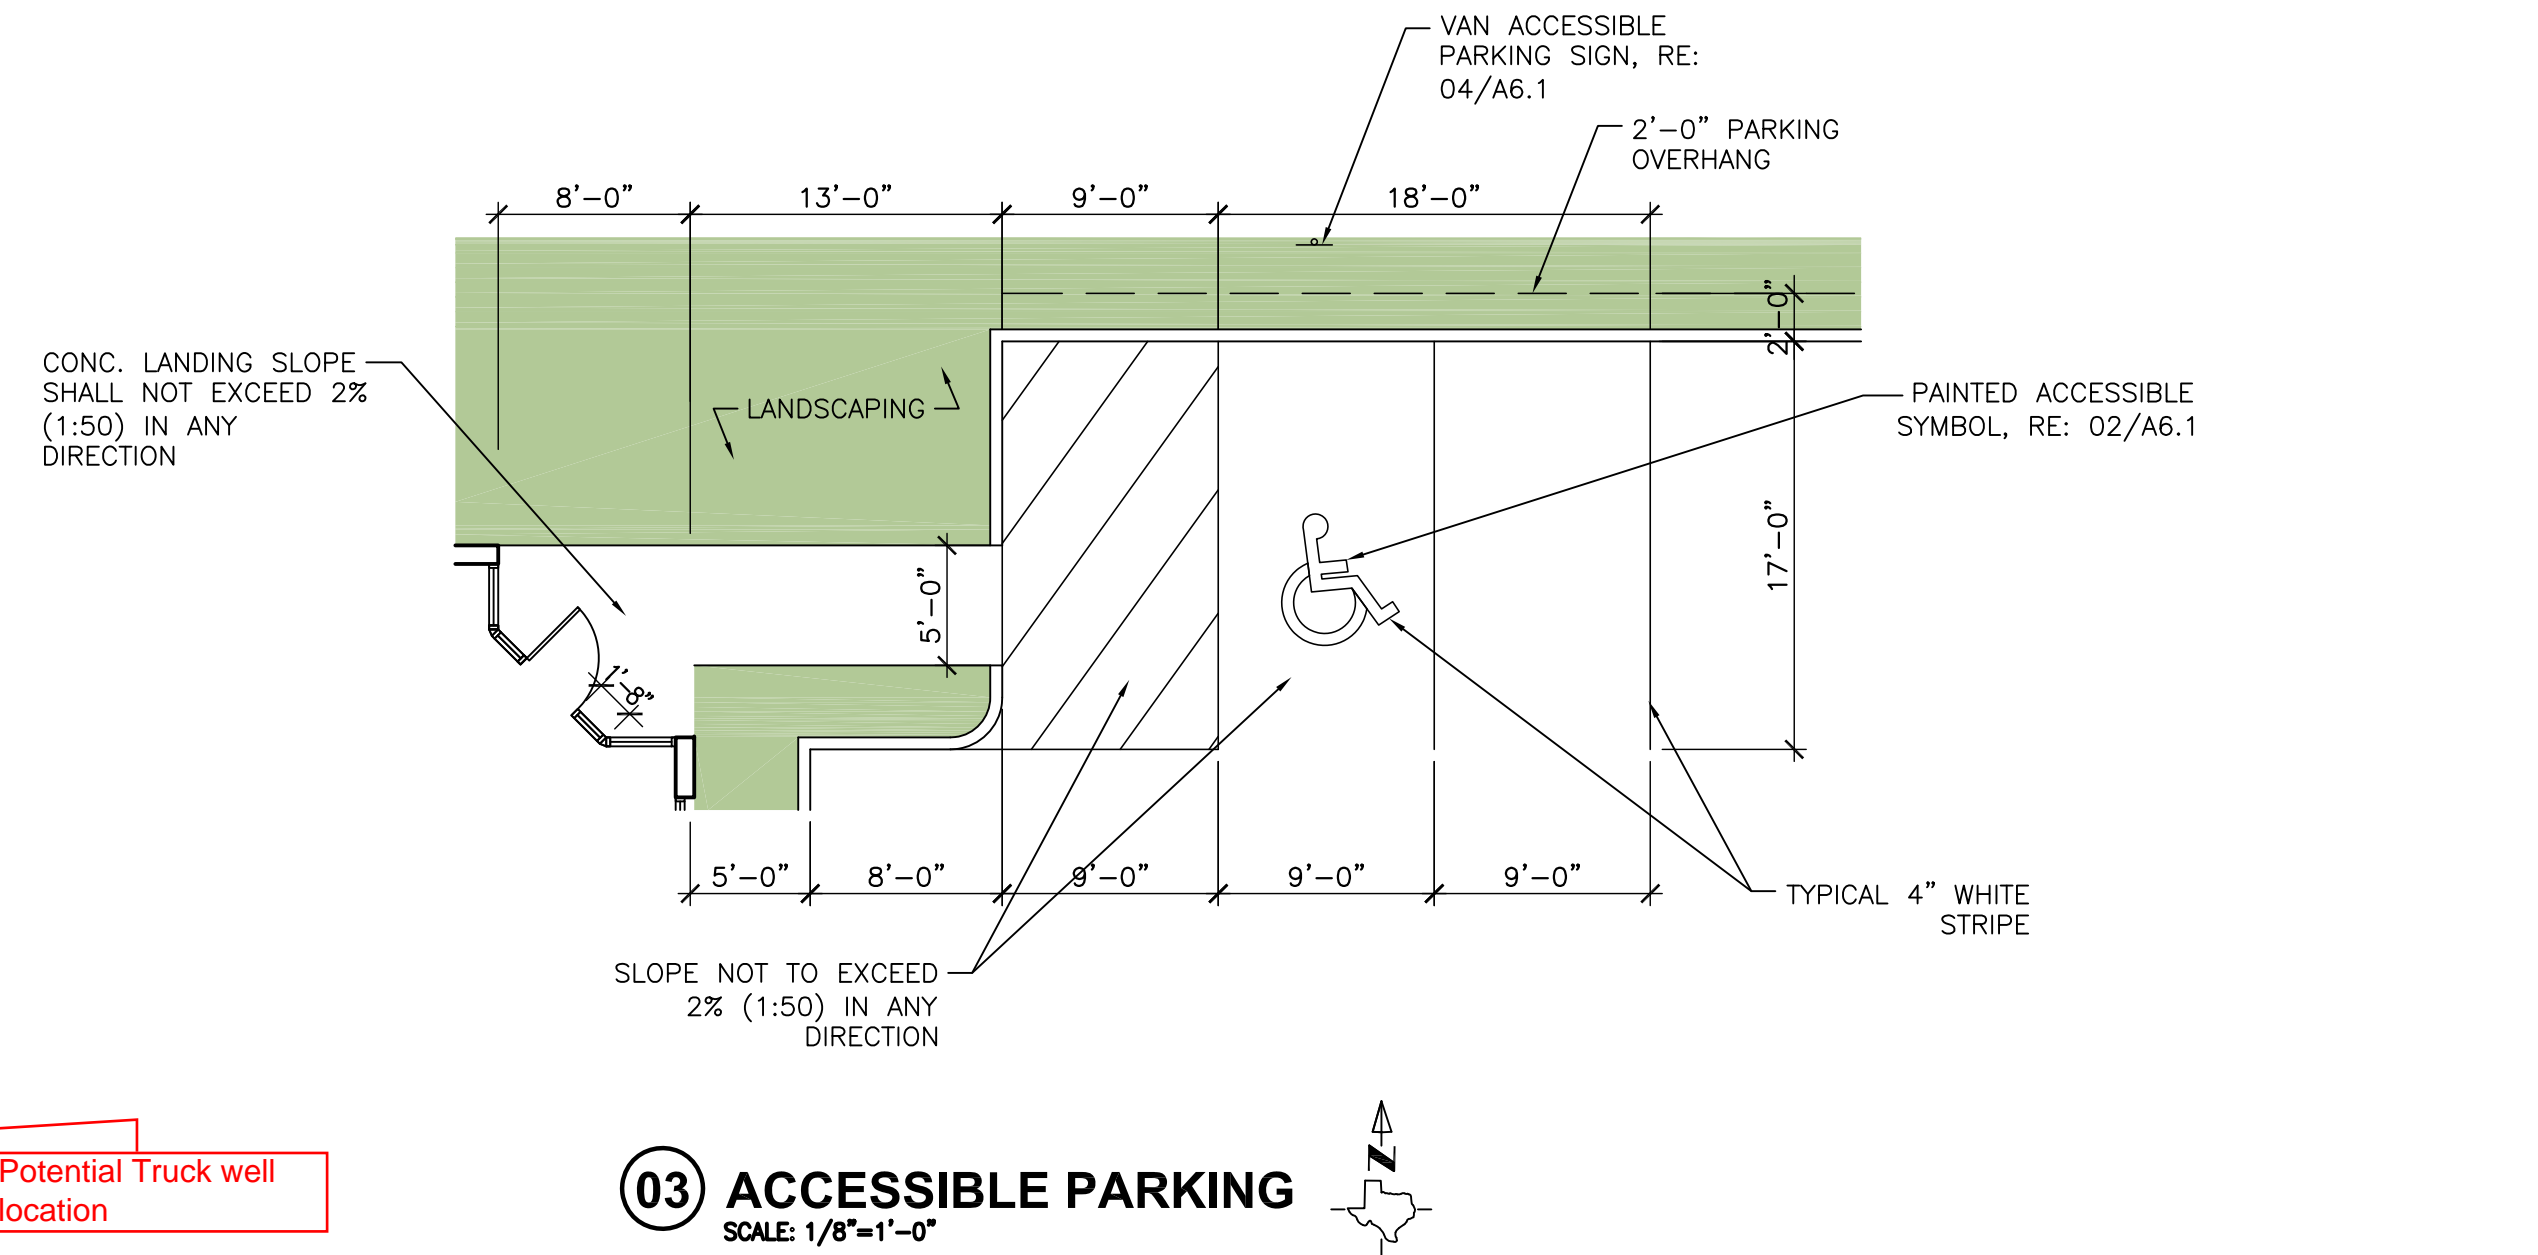 VAN ACCESSIBLE
PARKING SIGN, RE:
04/A6.1
2'-0" PARKING
OVERHANG
8'-0"
13'-0"
9'-0"
18'-0"
2'-0"
CONC. LANDING SLOPE
SHALL NOT EXCEED 2%
(1:50) IN ANY
DIRECTION
LANDSCAPING
PAINTED ACCESSIBLE
SYMBOL, RE: 02/A6.1
17'-0"
5'-0"
1'-8"
5'-0"
8'-0"
9'-0"
9'-0"
9'-0"
TYPICAL 4" WHITE
STRIPE
SLOPE NOT TO EXCEED
2% (1:50) IN ANY
DIRECTION
Potential Truck well
location
03 ACCESSIBLE PARKING
SCALE: 1/8"=1'-0"
N